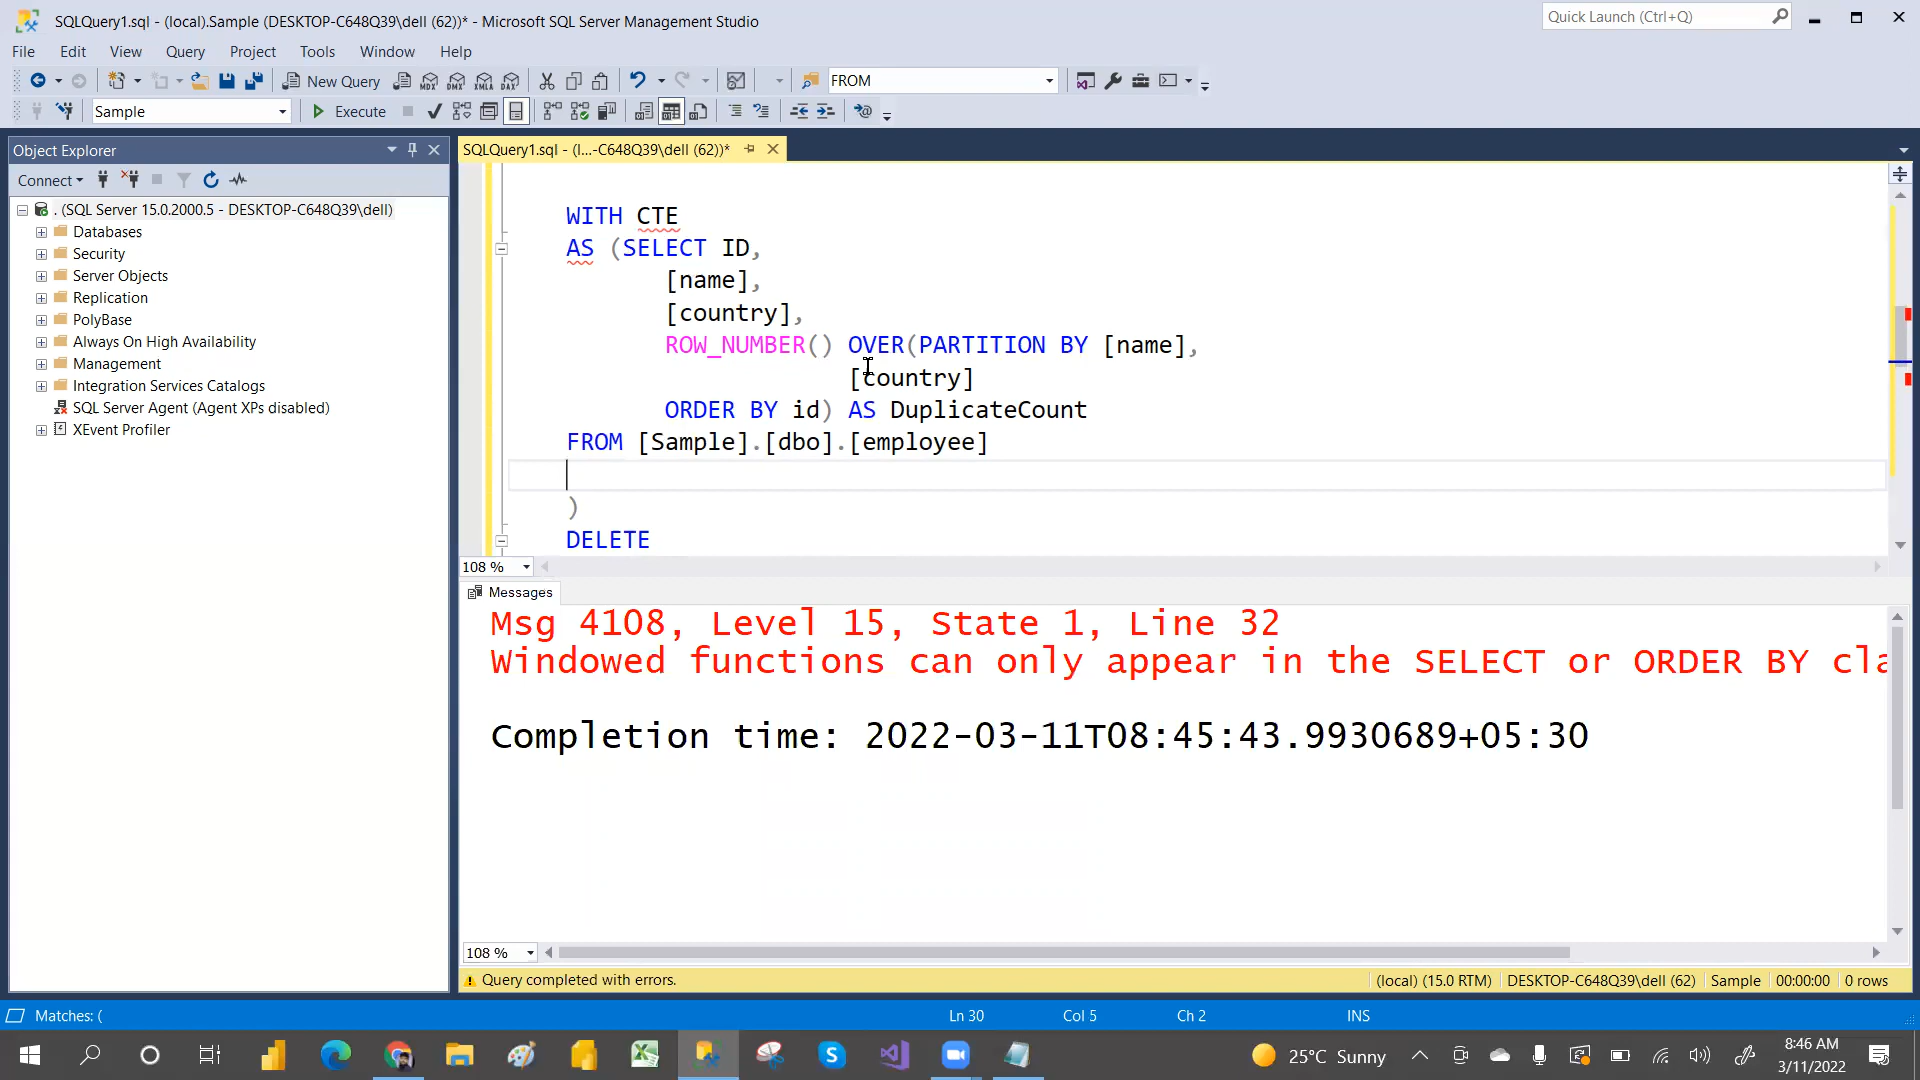 SQLQuery1.sql - (local).Sample (DESKTOP-C648Q39\dell (62))* - Microsoft SQL Server Management Studio
Quick Launch (Ctrl+Q)
File Edit View Query Project Tools Window Help
New Query
MDX DMX XMLA DAX
FROM
Sample
Execute
Object Explorer
SQLQuery1.sql - (l...-C648Q39\dell (62))*
Connect
. (SQL Server 15.0.2000.5 - DESKTOP-C648Q39\dell)
Databases
Security
Server Objects
Replication
PolyBase
Always On High Availability
Management
Integration Services Catalogs
SQL Server Agent (Agent XPs disabled)
XEvent Profiler
WITH CTE
AS (SELECT ID,
[name],
[country],
ROW_NUMBER() OVER(PARTITION BY [name],
[country]
ORDER BY id) AS DuplicateCount
FROM [Sample].[dbo].[employee]
)
DELETE
108 %
Messages
Msg 4108, Level 15, State 1, Line 32
Windowed functions can only appear in the SELECT or ORDER BY cla
Completion time: 2022-03-11T08:45:43.9930689+05:30
108 %
Query completed with errors.
(local) (15.0 RTM) DESKTOP-C648Q39\dell (62) Sample 00:00:00 0 rows
Matches: (
Ln 30 Col 5 Ch 2 INS
25°C Sunny
8:46 AM
3/11/2022